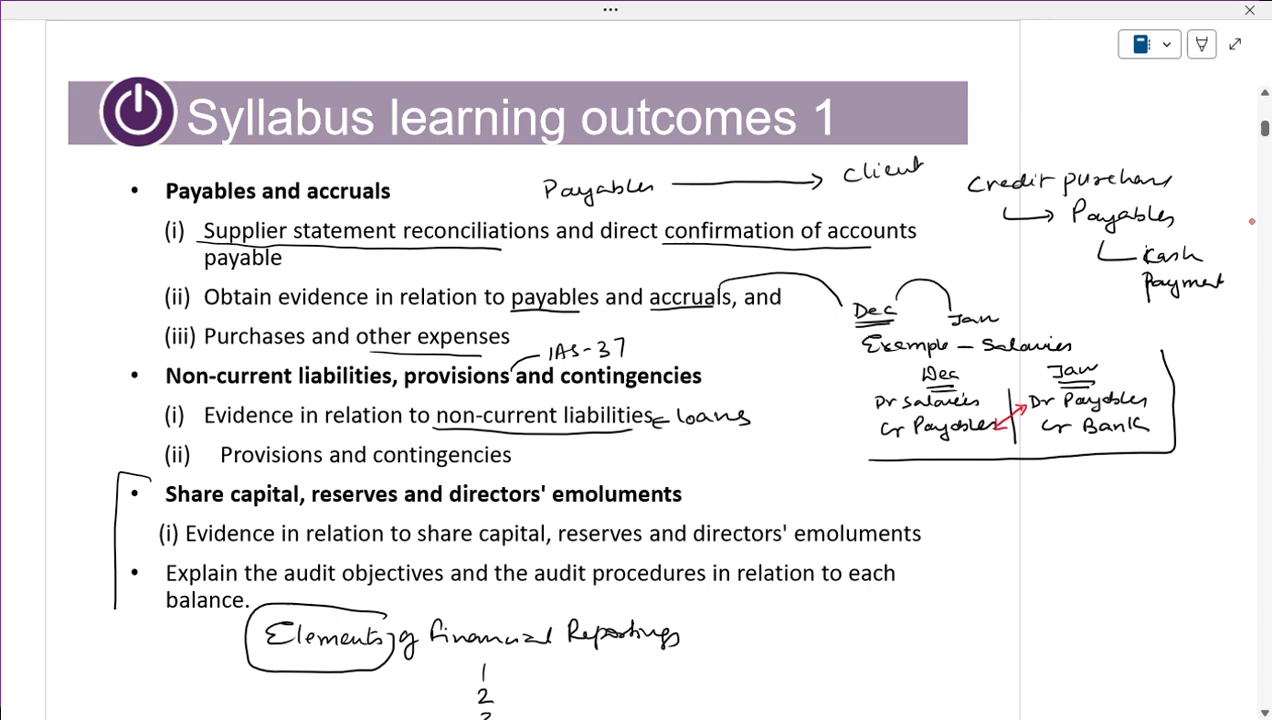 Syllabus learning outcomes 1
• Payables and accruals
Payables → client
Credit purchases
↳ Payables
(i) Supplier statement reconciliations and direct confirmation of accounts
payable
Cash
Payment
(ii) Obtain evidence in relation to payables and accruals, and
Dec Jan
(iii) Purchases and other expenses
Example - Salaries
IAS-37
• Non-current liabilities, provisions and contingencies
Dec Jan
Dr Salaries Dr Payables
(i) Evidence in relation to non-current liabilities ← loans
Cr Payables Cr Bank
(ii) Provisions and contingencies
• Share capital, reserves and directors' emoluments
(i) Evidence in relation to share capital, reserves and directors' emoluments
• Explain the audit objectives and the audit procedures in relation to each
balance.
Elements of financial Reportings
1
2